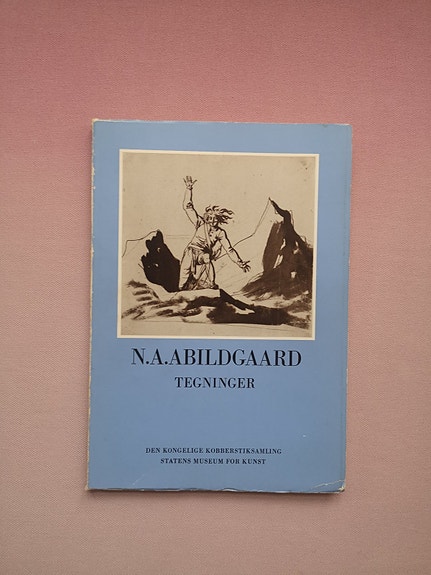 N.A.ABILDGAARD
TEGNINGER
DEN KONGELIGE KOBBERSTIKSAMLING
STATENS MUSEUM FOR KUNST